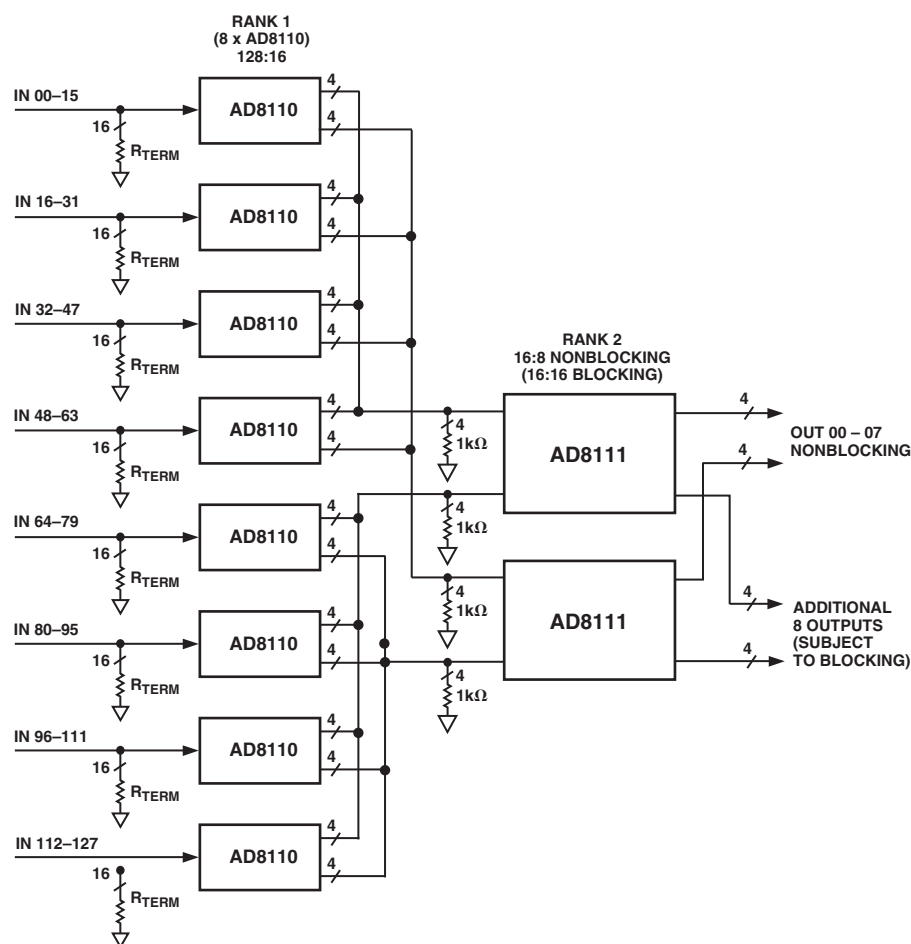 RANK 1
(8 x AD8110)
128:16
IN 00–15
16
RTERM
AD8110
4
4
IN 16–31
16
RTERM
AD8110
4
4
IN 32–47
16
RTERM
AD8110
4
4
IN 48–63
16
RTERM
AD8110
4
4
IN 64–79
16
RTERM
AD8110
4
4
IN 80–95
16
RTERM
AD8110
4
4
IN 96–111
16
RTERM
AD8110
4
4
IN 112–127
16
RTERM
AD8110
4
4
RANK 2
16:8 NONBLOCKING
(16:16 BLOCKING)
4
1kΩ
4
1kΩ
AD8111
4
1kΩ
4
1kΩ
AD8111
4
4
OUT 00 – 07
NONBLOCKING
4
4
ADDITIONAL
8 OUTPUTS
(SUBJECT
TO BLOCKING)